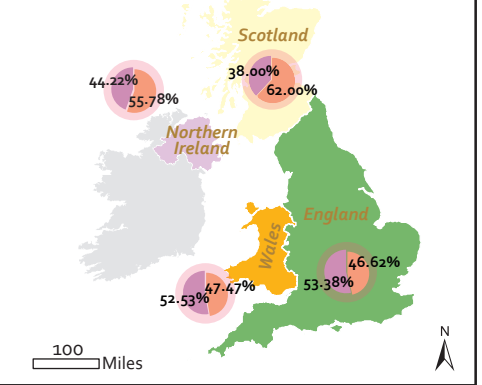 Scotland
38.00%
62.00%
44.22%
55.78%
Northern
Ireland
England
Wales
46.62%
53.38%
47.47%
52.53%
100
Miles
N